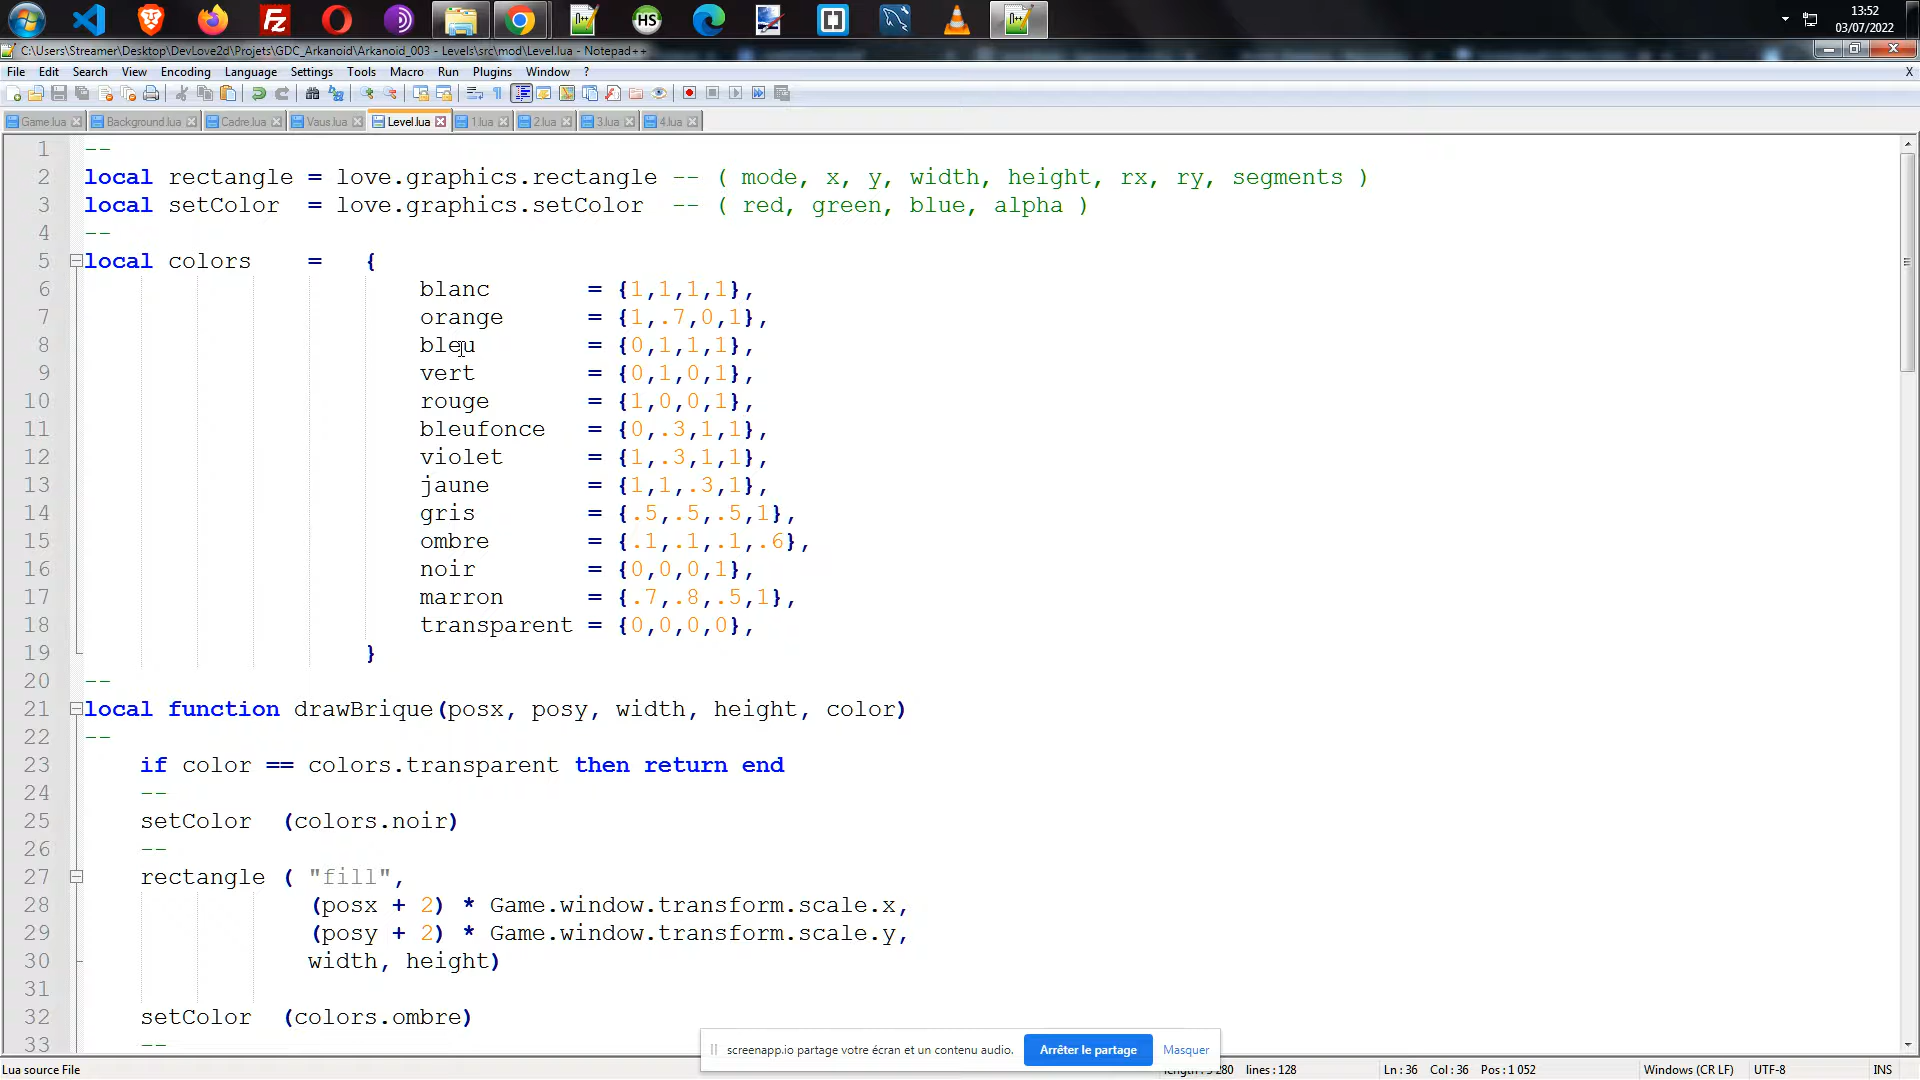 13:52
03/07/2022
C:\Users\Streamer\Desktop\DevLove2d\Projets\GDC_Arkanoid\Arkanoid_003 - Levels\src\mod\Level.lua - Notepad++
File Edit Search View Encoding Language Settings Tools Macro Run Plugins Window ? X
Game.lua Background.lua Cadre.lua Vaus.lua Level.lua 1.lua 2.lua 3.lua 4.lua
1 --
2 local rectangle = love.graphics.rectangle -- ( mode, x, y, width, height, rx, ry, segments )
3 local setColor  = love.graphics.setColor  -- ( red, green, blue, alpha )
4 --
5 local colors    =   {
6 blanc       = {1,1,1,1},
7 orange      = {1,.7,0,1},
8 bleu        = {0,1,1,1},
9 vert        = {0,1,0,1},
10 rouge       = {1,0,0,1},
11 bleufonce   = {0,.3,1,1},
12 violet      = {1,.3,1,1},
13 jaune       = {1,1,.3,1},
14 gris        = {.5,.5,.5,1},
15 ombre       = {.1,.1,.1,.6},
16 noir        = {0,0,0,1},
17 marron      = {.7,.8,.5,1},
18 transparent = {0,0,0,0},
19 }
20 --
21 local function drawBrique(posx, posy, width, height, color)
22 --
23 if color == colors.transparent then return end
24 --
25 setColor  (colors.noir)
26 --
27 rectangle ( "fill",
28 (posx + 2) * Game.window.transform.scale.x,
29 (posy + 2) * Game.window.transform.scale.y,
30 width, height)
31
32 setColor  (colors.ombre)
33 --
screenapp.io partage votre écran et un contenu audio. Arrêter le partage Masquer
Lua source File lines : 128 Ln : 36 Col : 36 Pos : 1 052 Windows (CR LF) UTF-8 INS